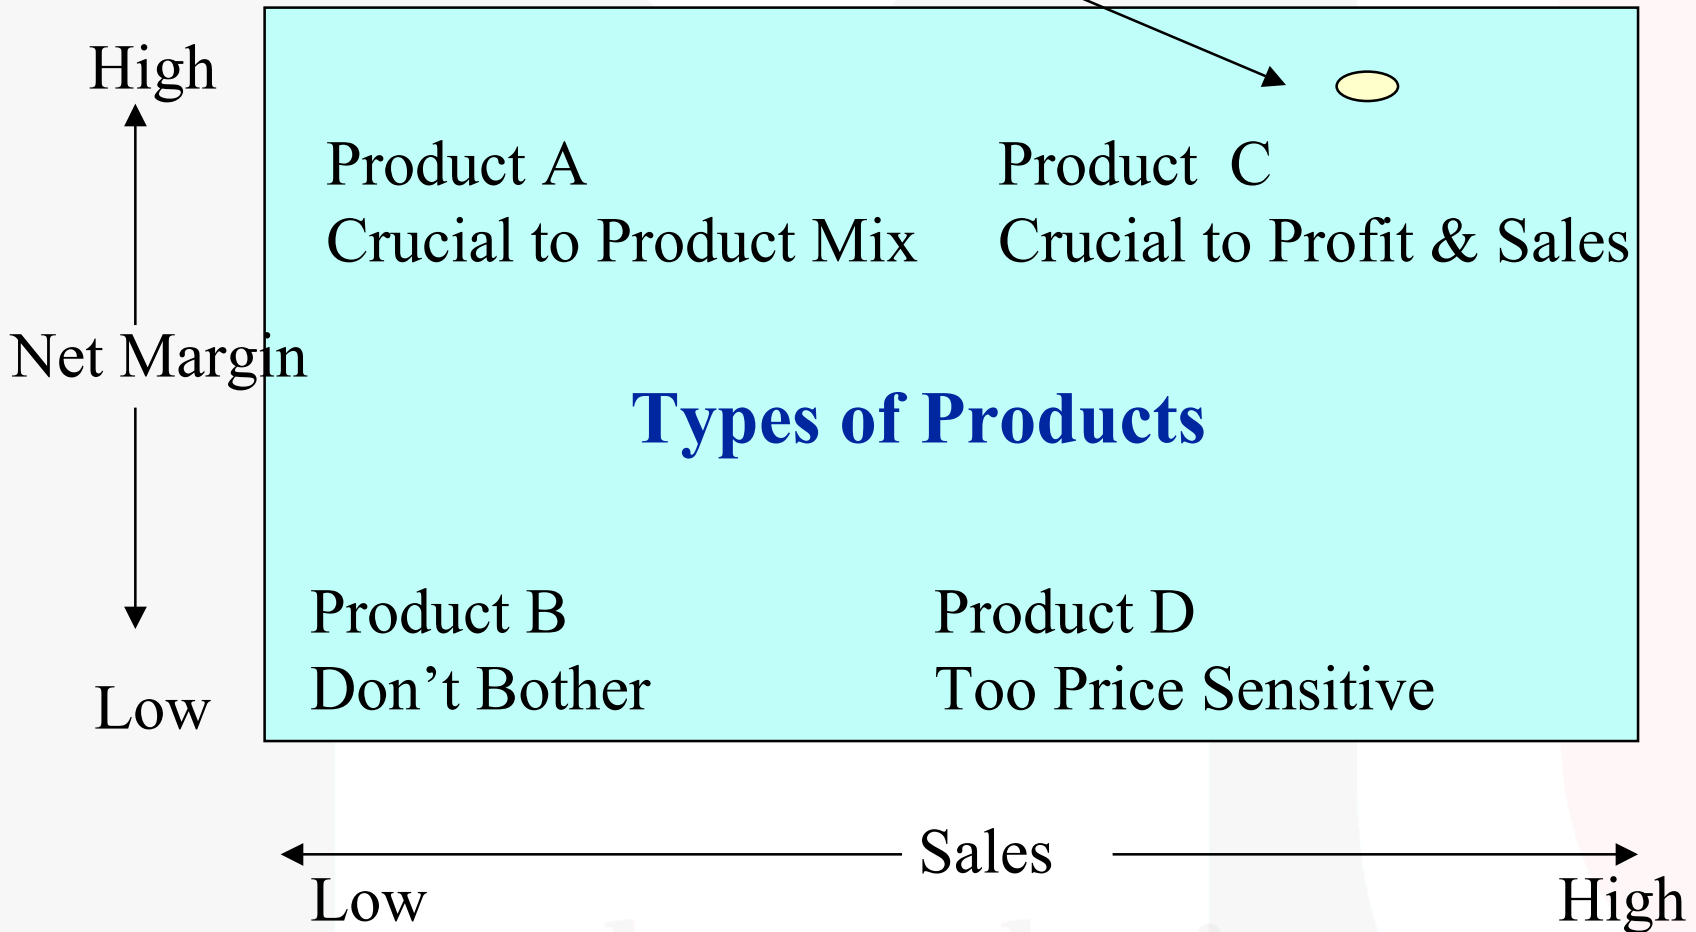 High
Product A
Crucial to Product Mix
Product C
Crucial to Profit & Sales
Net Margin
Types of Products
Product B
Don’t Bother
Product D
Too Price Sensitive
Low
Sales
Low
High